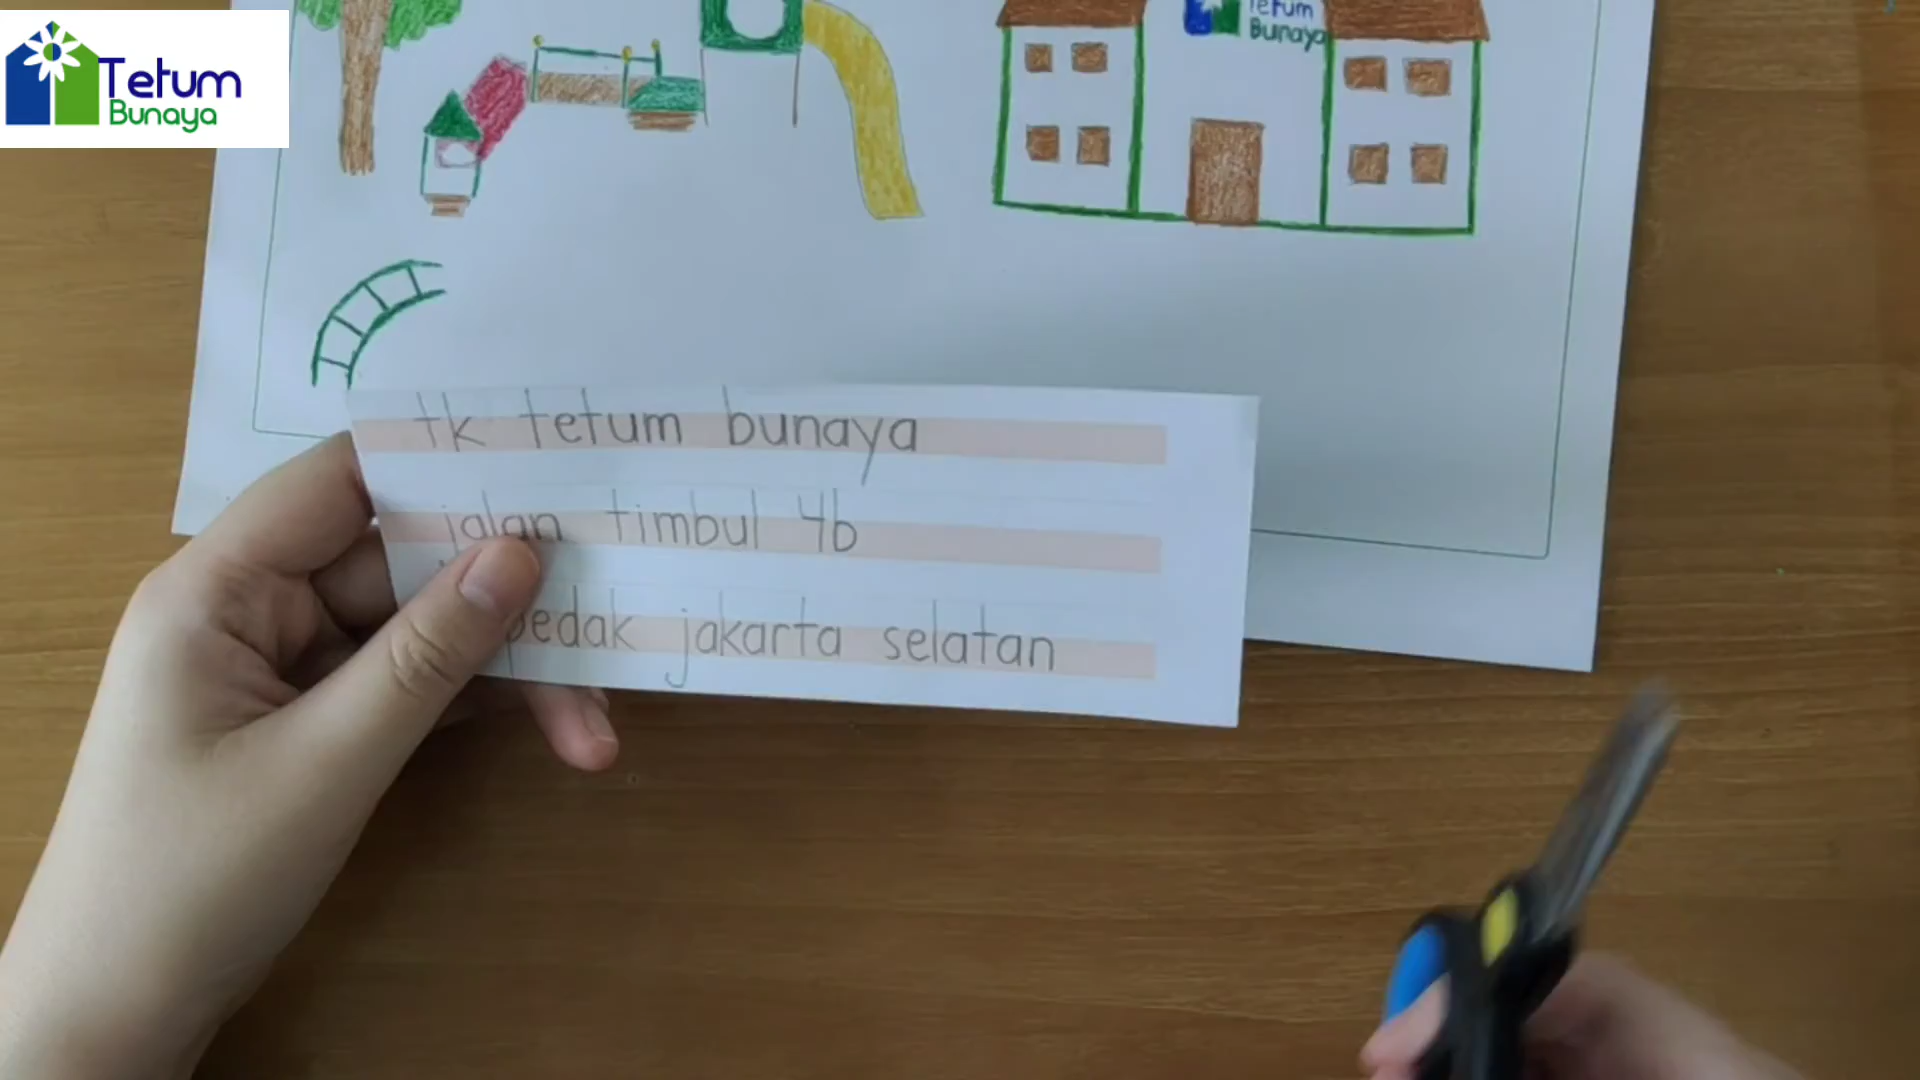 Tetum
Bunaya
Tetum
Bunaya
tk tetum bunaya
jalan timbul 4b
jakarta selatan